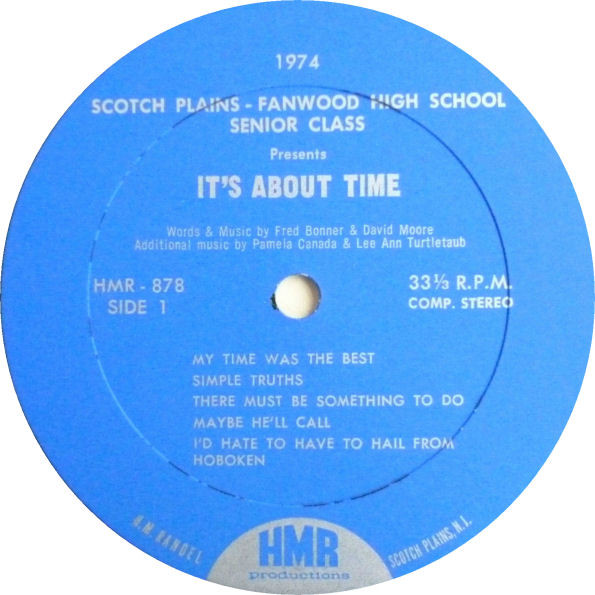 1974
SCOTCH PLAINS - FANWOOD HIGH SCHOOL
SENIOR CLASS
Presents
IT'S ABOUT TIME
Words & Music by Fred Bonner & David Moore
Additional music by Pamela Canada & Lee Ann Turtletaub
HMR - 878
SIDE 1
33⅓ R.P.M.
COMP. STEREO
MY TIME WAS THE BEST
SIMPLE TRUTHS
THERE MUST BE SOMETHING TO DO
MAYBE HE'LL CALL
I'D HATE TO HAVE TO HAIL FROM
HOBOKEN
HMR
productions
SCOTCH PLAINS, N.J.